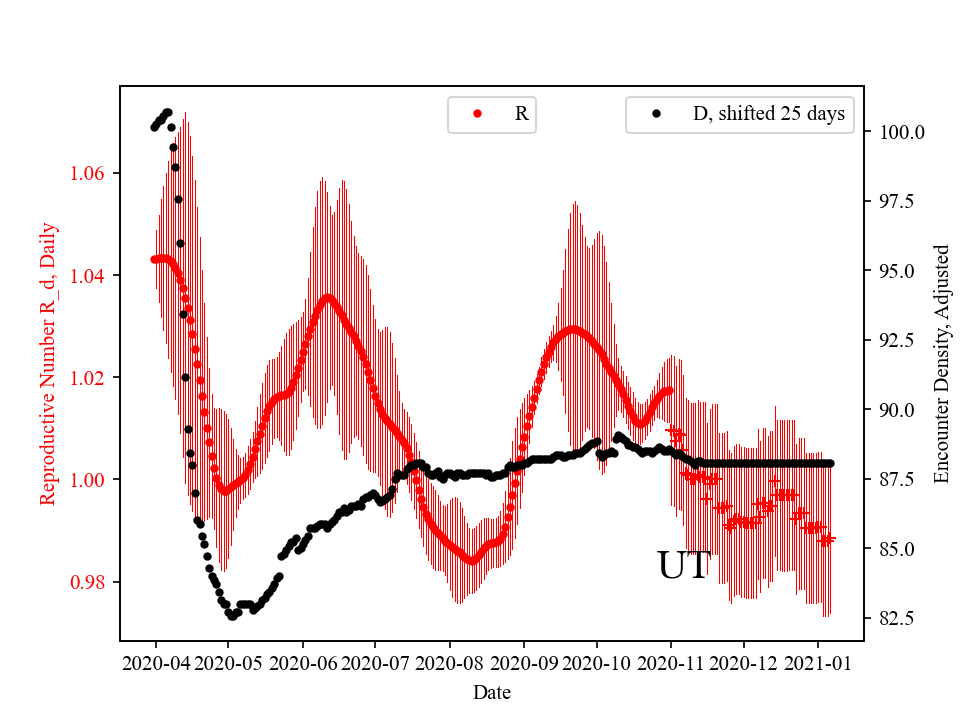 R
D, shifted 25 days
Reproductive Number R_d, Daily
1.06
1.04
1.02
1.00
0.98
100.0
97.5
95.0
92.5
90.0
87.5
85.0
82.5
Encounter Density, Adjusted
UT
2020-04 2020-05 2020-06 2020-07 2020-08 2020-09 2020-10 2020-11 2020-12 2021-01
Date